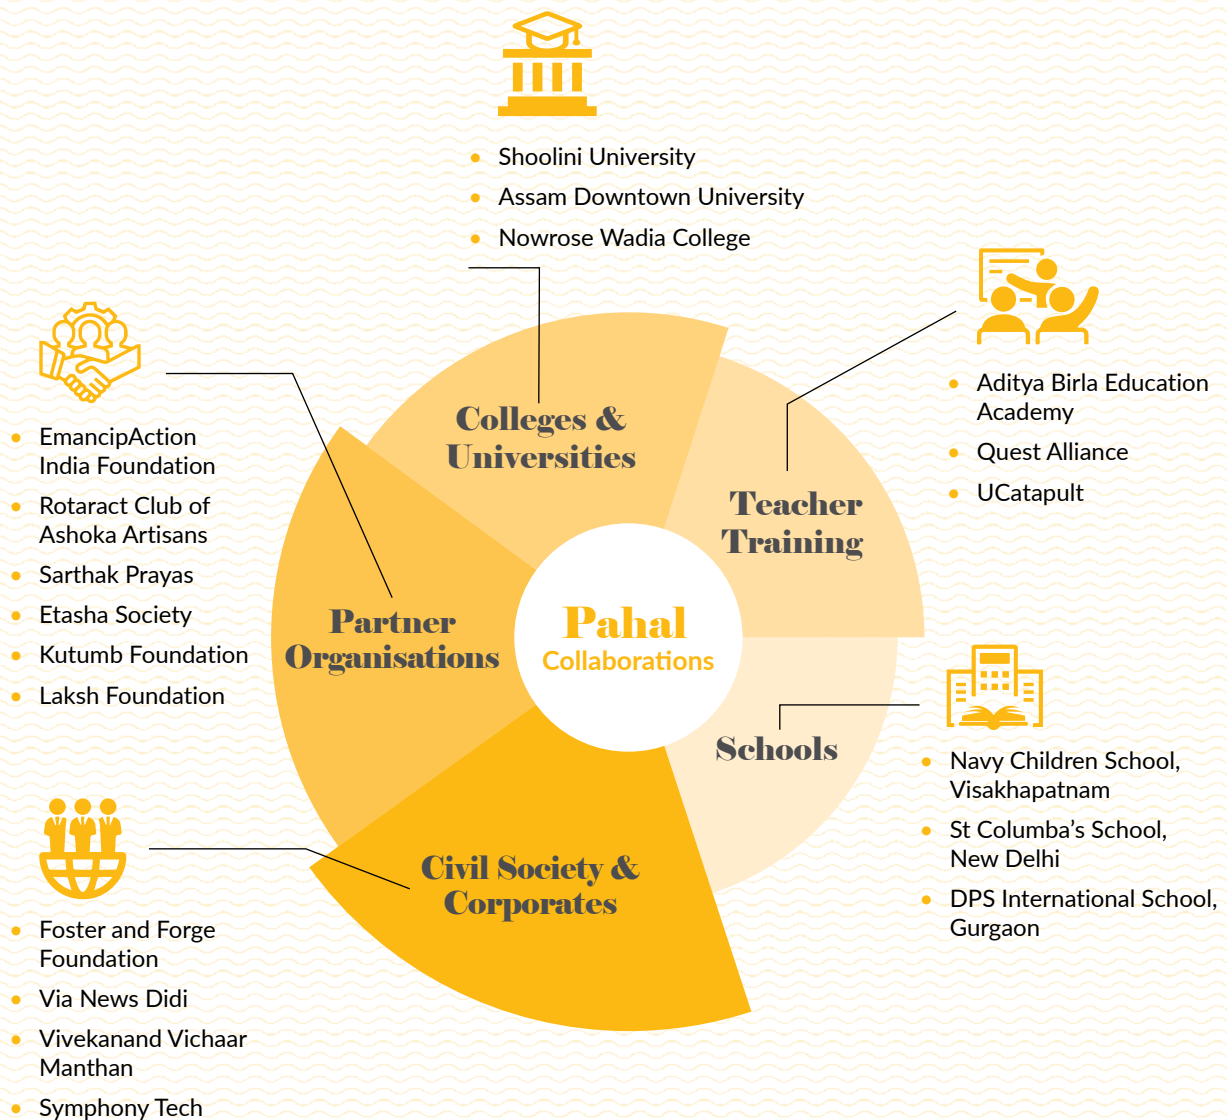 Shoolini University
Assam Downtown University
Nowrose Wadia College
Aditya Birla Education
Academy
Quest Alliance
UCatapult
EmancipAction
India Foundation
Rotaract Club of
Ashoka Artisans
Sarthak Prayas
Etasha Society
Kutumb Foundation
Laksh Foundation
Colleges &
Universities
Teacher
Training
Partner
Organisations
Pahal
Collaborations
Schools
Civil Society &
Corporates
Navy Children School,
Visakhapatnam
St Columba’s School,
New Delhi
DPS International School,
Gurgaon
Foster and Forge
Foundation
Via News Didi
Vivekanand Vichaar
Manthan
Symphony Tech